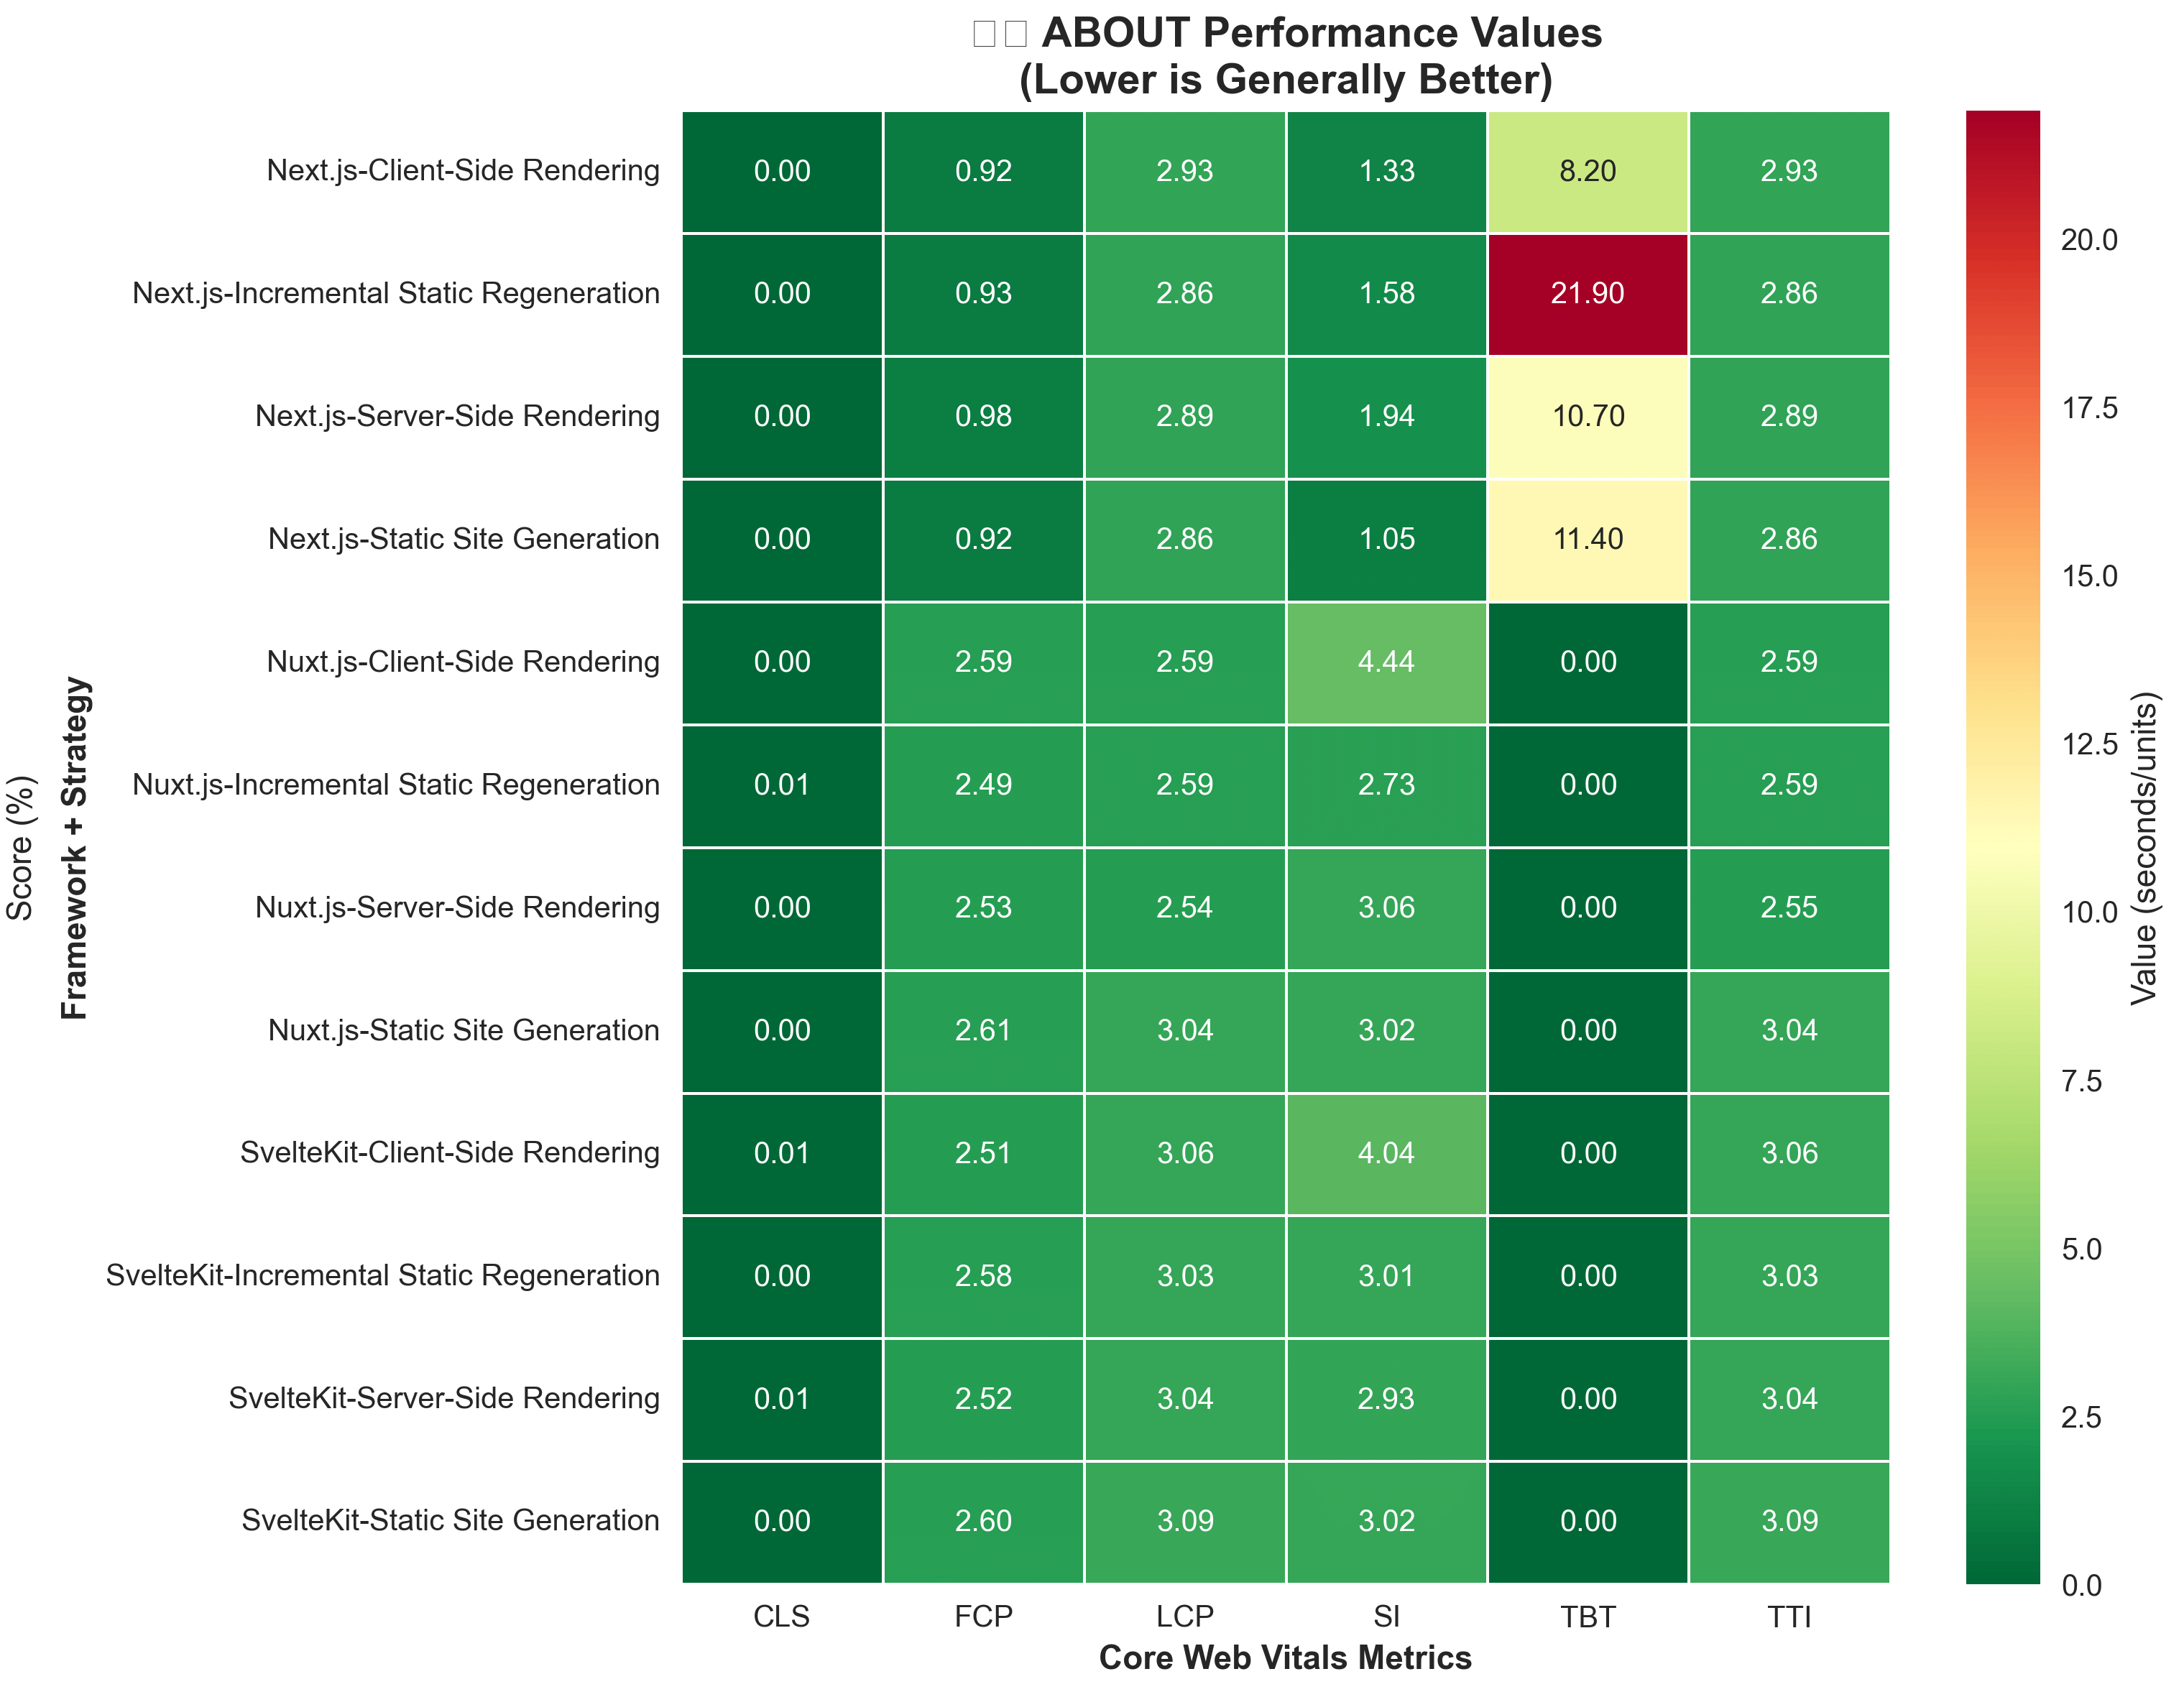 ABOUT Performance Values
(Lower is Generally Better)
Score (%)
Framework + Strategy
Next.js-Client-Side Rendering 0.00 0.92 2.93 1.33 8.20 2.93
Next.js-Incremental Static Regeneration 0.00 0.93 2.86 1.58 21.90 2.86
Next.js-Server-Side Rendering 0.00 0.98 2.89 1.94 10.70 2.89
Next.js-Static Site Generation 0.00 0.92 2.86 1.05 11.40 2.86
Nuxt.js-Client-Side Rendering 0.00 2.59 2.59 4.44 0.00 2.59
Nuxt.js-Incremental Static Regeneration 0.01 2.49 2.59 2.73 0.00 2.59
Nuxt.js-Server-Side Rendering 0.00 2.53 2.54 3.06 0.00 2.55
Nuxt.js-Static Site Generation 0.00 2.61 3.04 3.02 0.00 3.04
SvelteKit-Client-Side Rendering 0.01 2.51 3.06 4.04 0.00 3.06
SvelteKit-Incremental Static Regeneration 0.00 2.58 3.03 3.01 0.00 3.03
SvelteKit-Server-Side Rendering 0.01 2.52 3.04 2.93 0.00 3.04
SvelteKit-Static Site Generation 0.00 2.60 3.09 3.02 0.00 3.09
CLS FCP LCP SI TBT TTI
Core Web Vitals Metrics
20.0
17.5
15.0
12.5
10.0
7.5
5.0
2.5
0.0
Value (seconds/units)